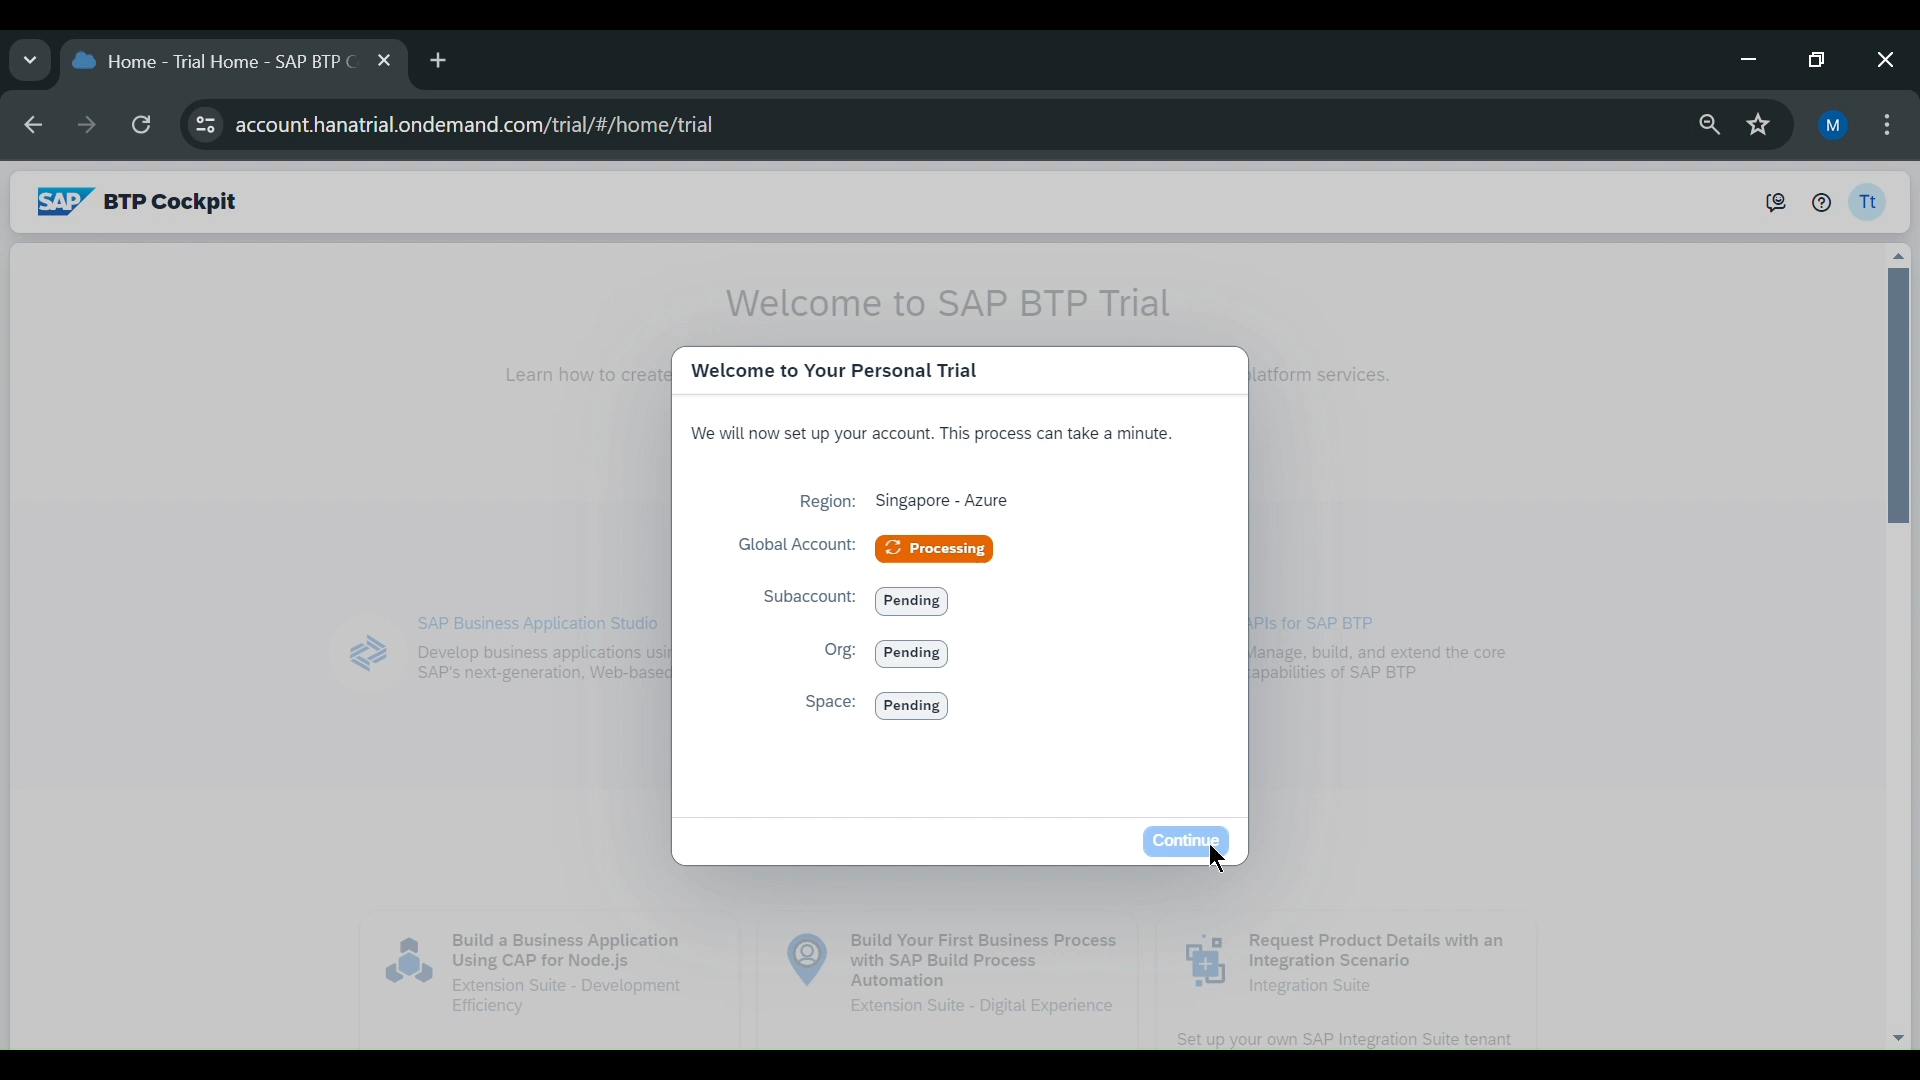 Home - Trial Home - SAP BTP C
account.hanatrial.ondemand.com/trial/#/home/trial
M
SAP BTP Cockpit
Tt
Welcome to SAP BTP Trial
Learn how to create
latform services.
Welcome to Your Personal Trial
We will now set up your account. This process can take a minute.
Region: Singapore - Azure
Global Account: Processing
Subaccount: Pending
Org: Pending
Space: Pending
Continue
SAP Business Application Studio
Develop business applications usin
SAP's next-generation, Web-based
APIs for SAP BTP
Manage, build, and extend the core
capabilities of SAP BTP
Build a Business Application
Using CAP for Node.js
Extension Suite - Development
Efficiency
Build Your First Business Process
with SAP Build Process
Automation
Extension Suite - Digital Experience
Request Product Details with an
Integration Scenario
Integration Suite
Set up your own SAP Integration Suite tenant